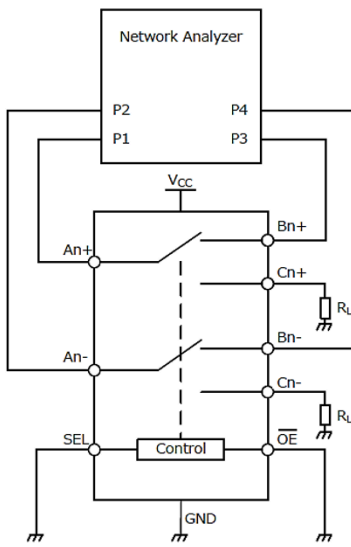 Network Analyzer
P2 P4
P1 P3
VCC
Bn+
An+
Cn+
RL
Bn-
An-
Cn-
RL
SEL
Control
OE
GND